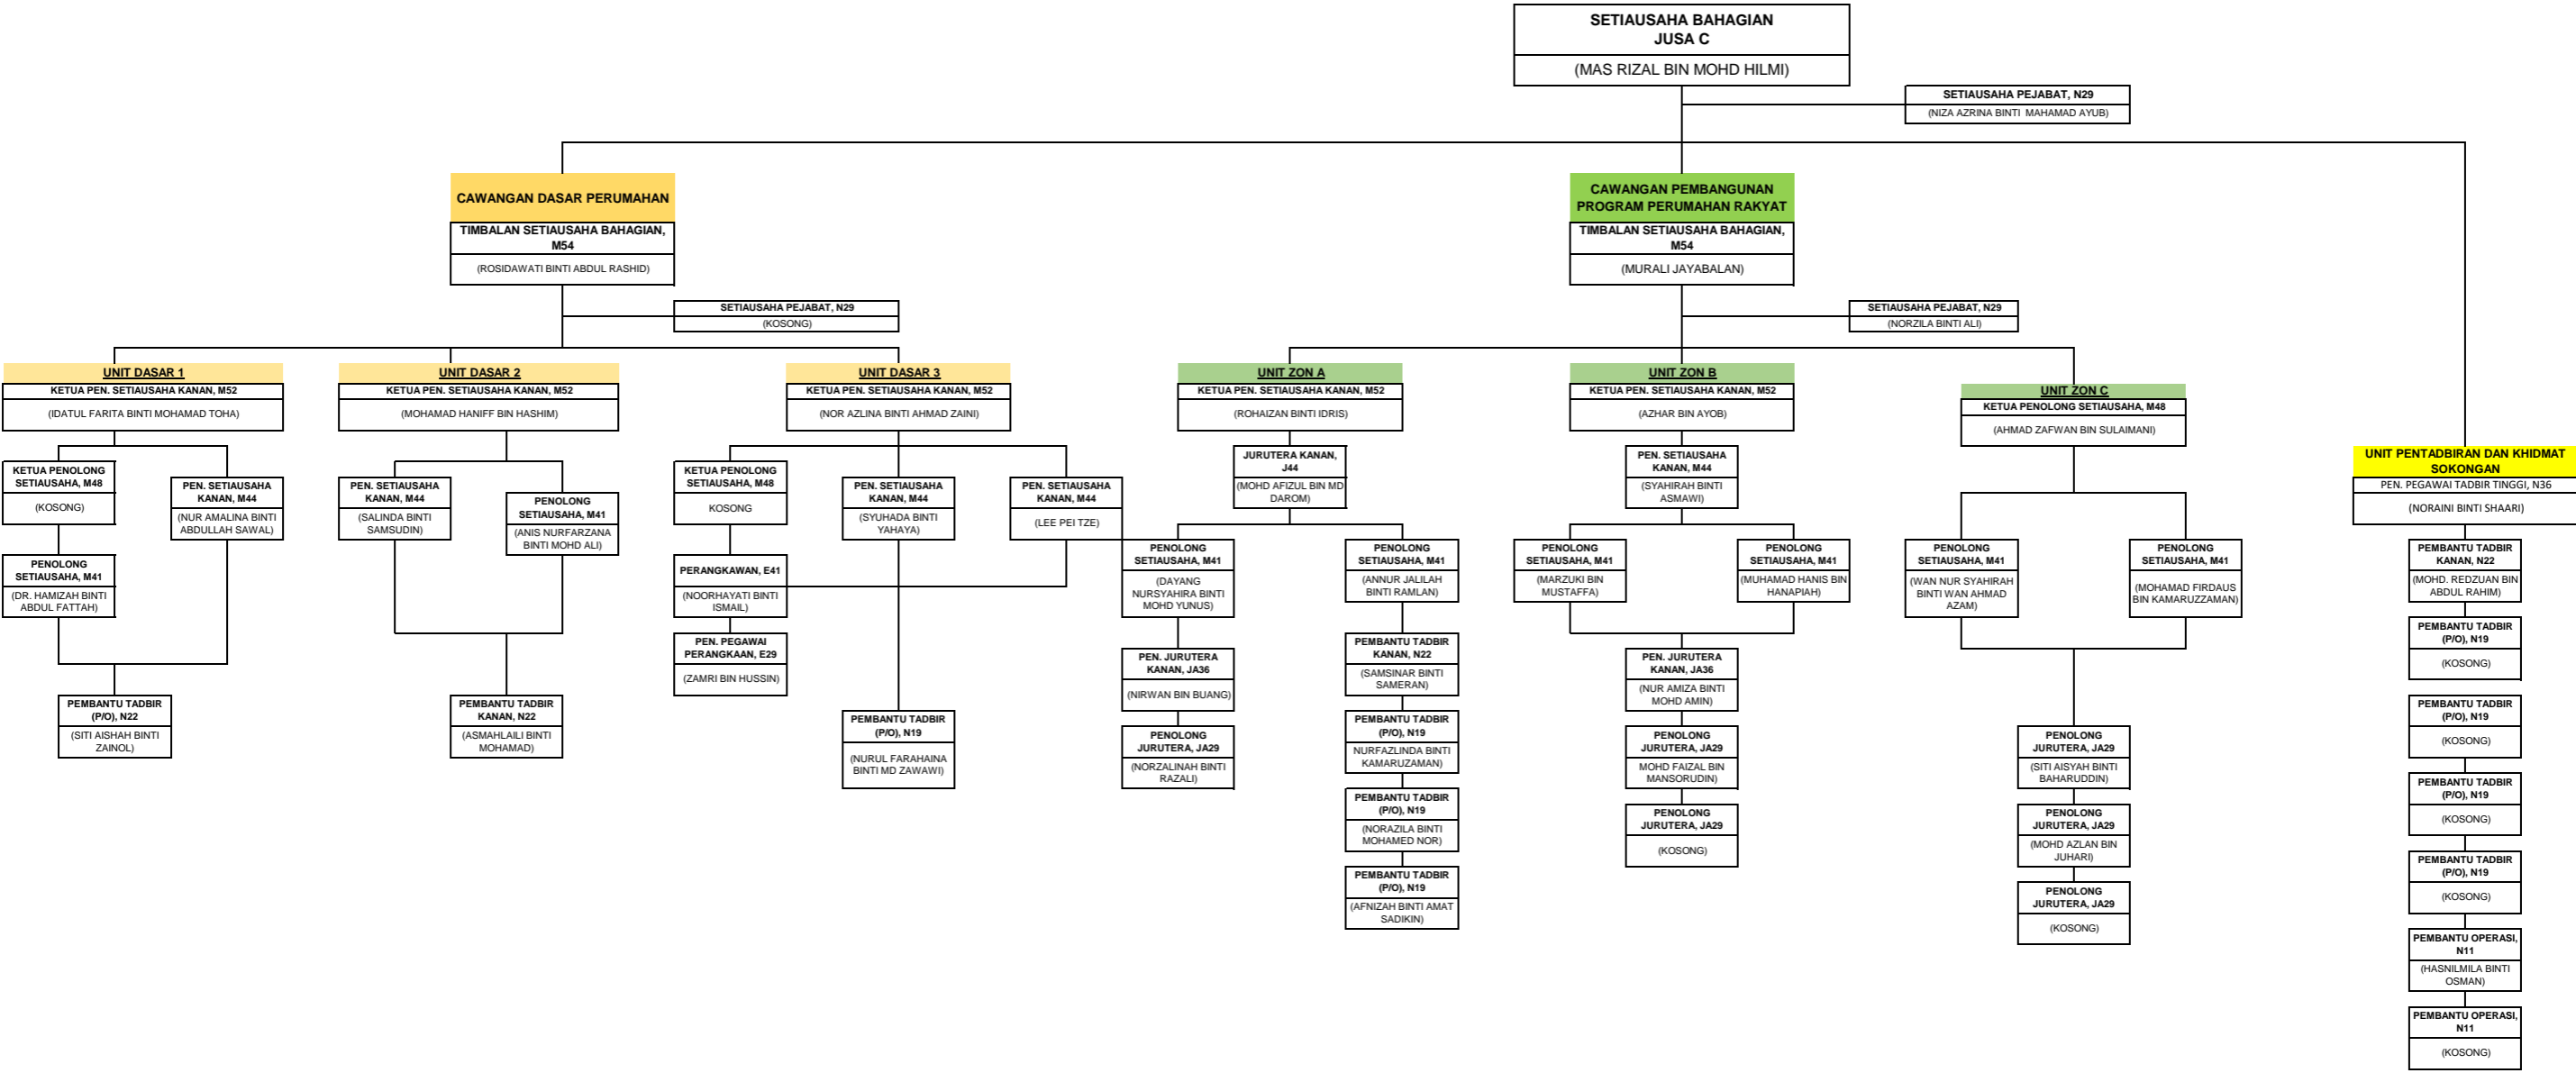 SETIAUSAHA BAHAGIAN
JUSA C
(MAS RIZAL BIN MOHD HILMI)
SETIAUSAHA PEJABAT, N29
(NIZA AZRINA BINTI MAHAMAD AYUB)
CAWANGAN DASAR PERUMAHAN
TIMBALAN SETIAUSAHA BAHAGIAN,
M54
(ROSIDAWATI BINTI ABDUL RASHID)
SETIAUSAHA PEJABAT, N29
(KOSONG)
UNIT DASAR 1
KETUA PEN. SETIAUSAHA KANAN, M52
(IDATUL FARITA BINTI MOHAMAD TOHA)
KETUA PENOLONG
SETIAUSAHA, M48
(KOSONG)
PENOLONG
SETIAUSAHA, M41
(DR. HAMIZAH BINTI
ABDUL FATTAH)
PEN. SETIAUSAHA
KANAN, M44
(NUR AMALINA BINTI
ABDULLAH SAWAL)
PEMBANTU TADBIR
(P/O), N22
(SITI AISHAH BINTI
ZAINOL)
UNIT DASAR 2
KETUA PEN. SETIAUSAHA KANAN, M52
(MOHAMAD HANIFF BIN HASHIM)
PEN. SETIAUSAHA
KANAN, M44
(SALINDA BINTI
SAMSUDIN)
PENOLONG
SETIAUSAHA, M41
(ANIS NURFARZANA
BINTI MOHD ALI)
PEMBANTU TADBIR
KANAN, N22
(ASMAHLAILI BINTI
MOHAMAD)
UNIT DASAR 3
KETUA PEN. SETIAUSAHA KANAN, M52
(NOR AZLINA BINTI AHMAD ZAINI)
KETUA PENOLONG
SETIAUSAHA, M48
KOSONG
PERANGKAWAN, E41
(NOORHAYATI BINTI
ISMAIL)
PEN. PEGAWAI
PERANGKAAN, E29
(ZAMRI BIN HUSSIN)
PEN. SETIAUSAHA
KANAN, M44
(SYUHADA BINTI
YAHAYA)
PEN. SETIAUSAHA
KANAN, M44
(LEE PEI TZE)
PEMBANTU TADBIR
(P/O), N19
(NURUL FARAHAINA
BINTI MD ZAWAWI)
CAWANGAN PEMBANGUNAN
PROGRAM PERUMAHAN RAKYAT
TIMBALAN SETIAUSAHA BAHAGIAN,
M54
(MURALI JAYABALAN)
SETIAUSAHA PEJABAT, N29
(NORZILA BINTI ALI)
UNIT ZON A
KETUA PEN. SETIAUSAHA KANAN, M52
(ROHAIZAN BINTI IDRIS)
JURUTERA KANAN,
J44
(MOHD AFIZUL BIN MD
DAROM)
PENOLONG
SETIAUSAHA, M41
(DAYANG
NURSYAHIRA BINTI
MOHD YUNUS)
PEN. JURUTERA
KANAN, JA36
(NIRWAN BIN BUANG)
PENOLONG
JURUTERA, JA29
(NORZALINAH BINTI
RAZALI)
PENOLONG
SETIAUSAHA, M41
(ANNUR JALILAH
BINTI RAMLAN)
PEMBANTU TADBIR
KANAN, N22
(SAMSINAR BINTI
SAMERAN)
PEMBANTU TADBIR
(P/O), N19
NURFAZLINDA BINTI
KAMARUZAMAN)
PEMBANTU TADBIR
(P/O), N19
(NORAZILA BINTI
MOHAMED NOR)
PEMBANTU TADBIR
(P/O), N19
(AFNIZAH BINTI AMAT
SADIKIN)
UNIT ZON B
KETUA PEN. SETIAUSAHA KANAN, M52
(AZHAR BIN AYOB)
PEN. SETIAUSAHA
KANAN, M44
(SYAHIRAH BINTI
ASMAWI)
PENOLONG
SETIAUSAHA, M41
(MARZUKI BIN
MUSTAFFA)
PENOLONG
SETIAUSAHA, M41
(MUHAMAD HANIS BIN
HANAPIAH)
PEN. JURUTERA
KANAN, JA36
(NUR AMIZA BINTI
MOHD AMIN)
PENOLONG
JURUTERA, JA29
MOHD FAIZAL BIN
MANSORUDIN)
PENOLONG
JURUTERA, JA29
(KOSONG)
UNIT ZON C
KETUA PENOLONG SETIAUSAHA, M48
(AHMAD ZAFWAN BIN SULAIMANI)
PENOLONG
SETIAUSAHA, M41
(WAN NUR SYAHIRAH
BINTI WAN AHMAD
AZAM)
PENOLONG
SETIAUSAHA, M41
(MOHAMAD FIRDAUS
BIN KAMARUZZAMAN)
PENOLONG
JURUTERA, JA29
(SITI AISYAH BINTI
BAHARUDDIN)
PENOLONG
JURUTERA, JA29
(MOHD AZLAN BIN
JUHARI)
PENOLONG
JURUTERA, JA29
(KOSONG)
UNIT PENTADBIRAN DAN KHIDMAT
SOKONGAN
PEN. PEGAWAI TADBIR TINGGI, N36
(NORAINI BINTI SHAARI)
PEMBANTU TADBIR
KANAN, N22
(MOHD. REDZUAN BIN
ABDUL RAHIM)
PEMBANTU TADBIR
(P/O), N19
(KOSONG)
PEMBANTU TADBIR
(P/O), N19
(KOSONG)
PEMBANTU TADBIR
(P/O), N19
(KOSONG)
PEMBANTU TADBIR
(P/O), N19
(KOSONG)
PEMBANTU OPERASI,
N11
(HASNILMILA BINTI
OSMAN)
PEMBANTU OPERASI,
N11
(KOSONG)